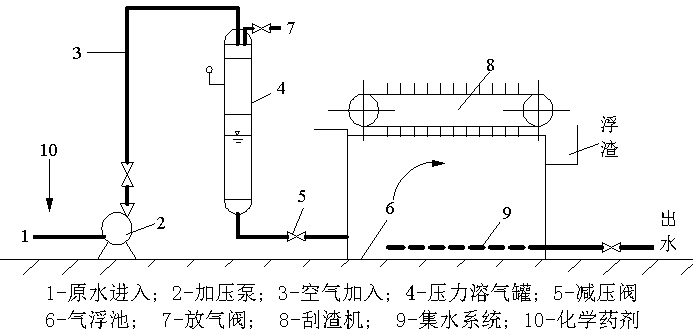 3
7
4
8
浮
渣
10
1
2
5
6
9
出
水
1-原水进入；2-加压泵；3-空气加入；4-压力溶气罐；5-减压阀
6-气浮池； 7-放气阀； 8-刮渣机； 9-集水系统；10-化学药剂